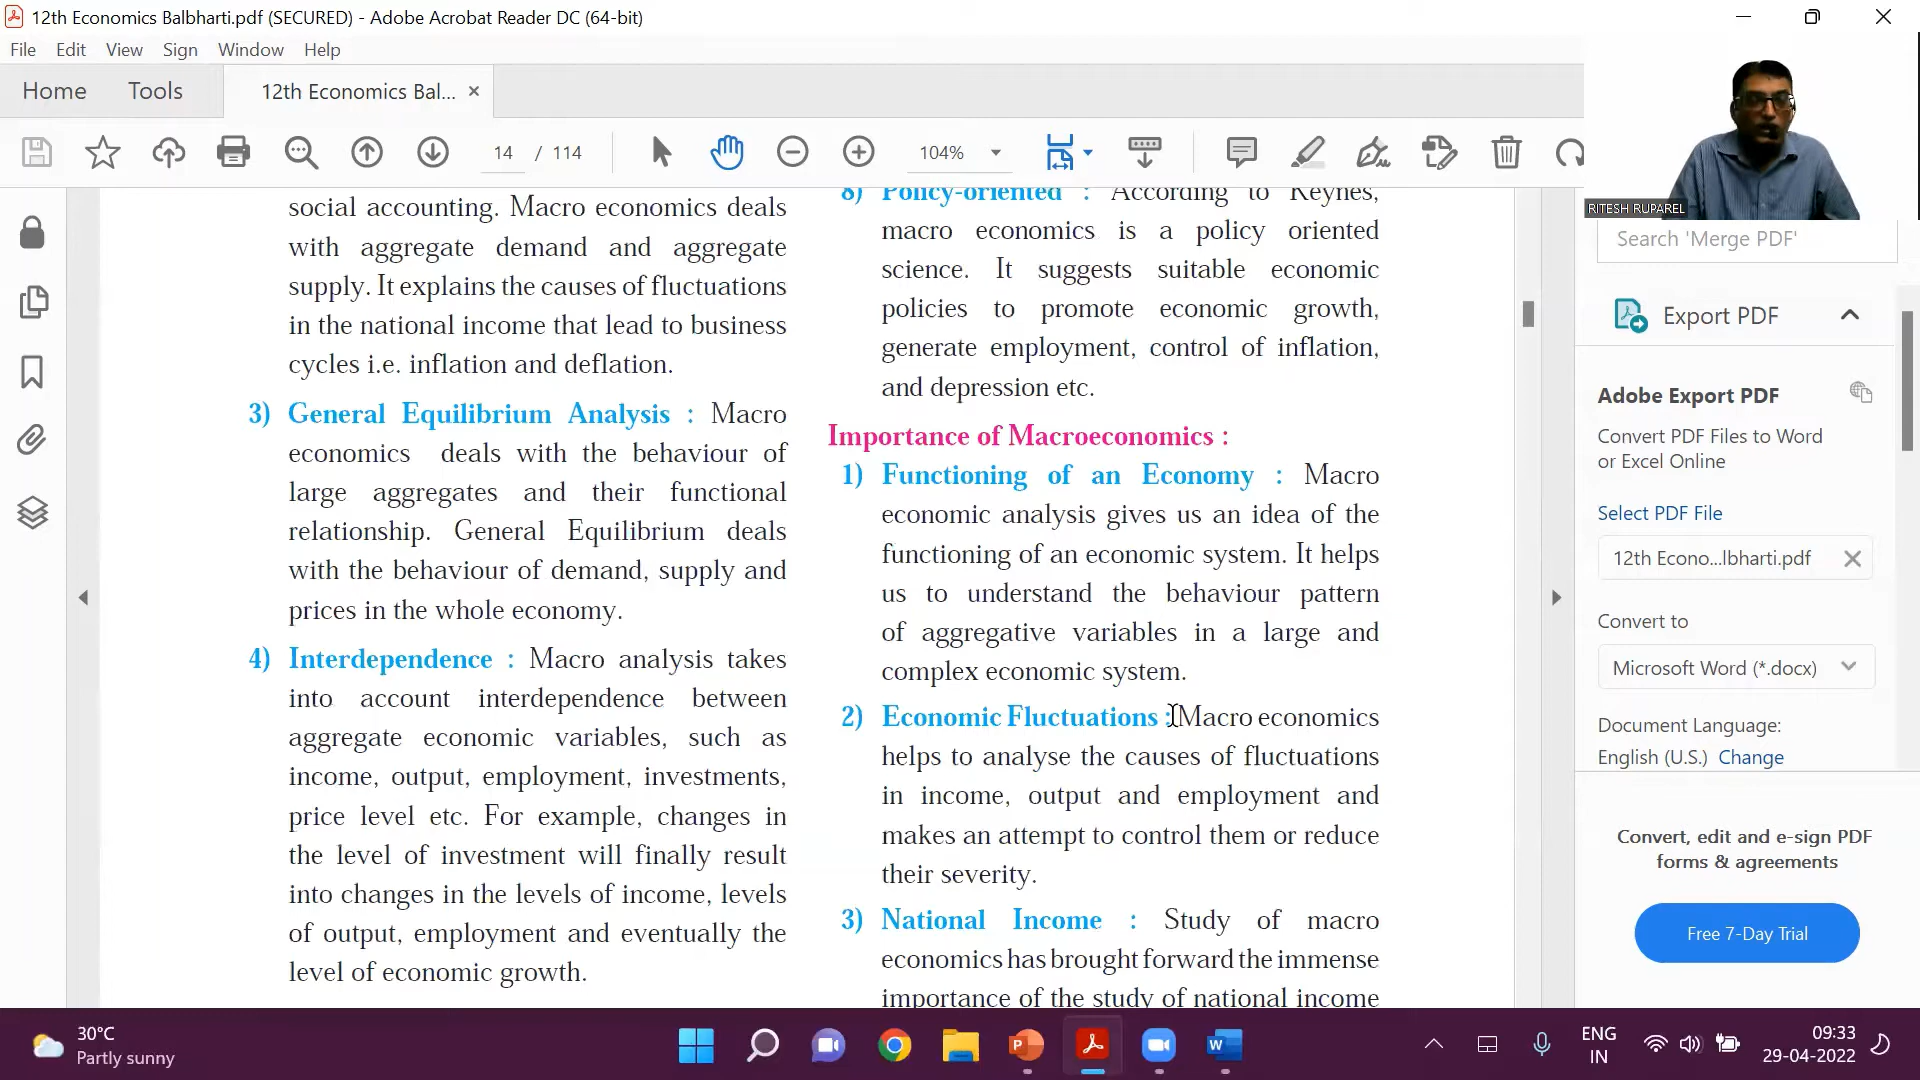 12th Economics Balbharti.pdf (SECURED) - Adobe Acrobat Reader DC (64-bit)
File Edit View Sign Window Help
Home Tools 12th Economics Bal... ×
14 / 114 104%
RITESH RUPAREL
social accounting. Macro economics deals
with aggregate demand and aggregate
supply. It explains the causes of fluctuations
in the national income that lead to business
cycles i.e. inflation and deflation.
3) General Equilibrium Analysis : Macro
economics deals with the behaviour of
large aggregates and their functional
relationship. General Equilibrium deals
with the behaviour of demand, supply and
prices in the whole economy.
4) Interdependence : Macro analysis takes
into account interdependence between
aggregate economic variables, such as
income, output, employment, investments,
price level etc. For example, changes in
the level of investment will finally result
into changes in the levels of income, levels
of output, employment and eventually the
level of economic growth.
8) Policy-oriented : According to Keynes,
macro economics is a policy oriented
science. It suggests suitable economic
policies to promote economic growth,
generate employment, control of inflation,
and depression etc.
Importance of Macroeconomics :
1) Functioning of an Economy : Macro
economic analysis gives us an idea of the
functioning of an economic system. It helps
us to understand the behaviour pattern
of aggregative variables in a large and
complex economic system.
2) Economic Fluctuations : Macro economics
helps to analyse the causes of fluctuations
in income, output and employment and
makes an attempt to control them or reduce
their severity.
3) National Income : Study of macro
economics has brought forward the immense
importance of the study of national income
Search 'Merge PDF'
Export PDF
Adobe Export PDF
Convert PDF Files to Word
or Excel Online
Select PDF File
12th Econo...lbharti.pdf
Convert to
Microsoft Word (*.docx)
Document Language:
English (U.S.) Change
Convert, edit and e-sign PDF
forms & agreements
Free 7-Day Trial
30°C
Partly sunny
ENG
IN
09:33
29-04-2022